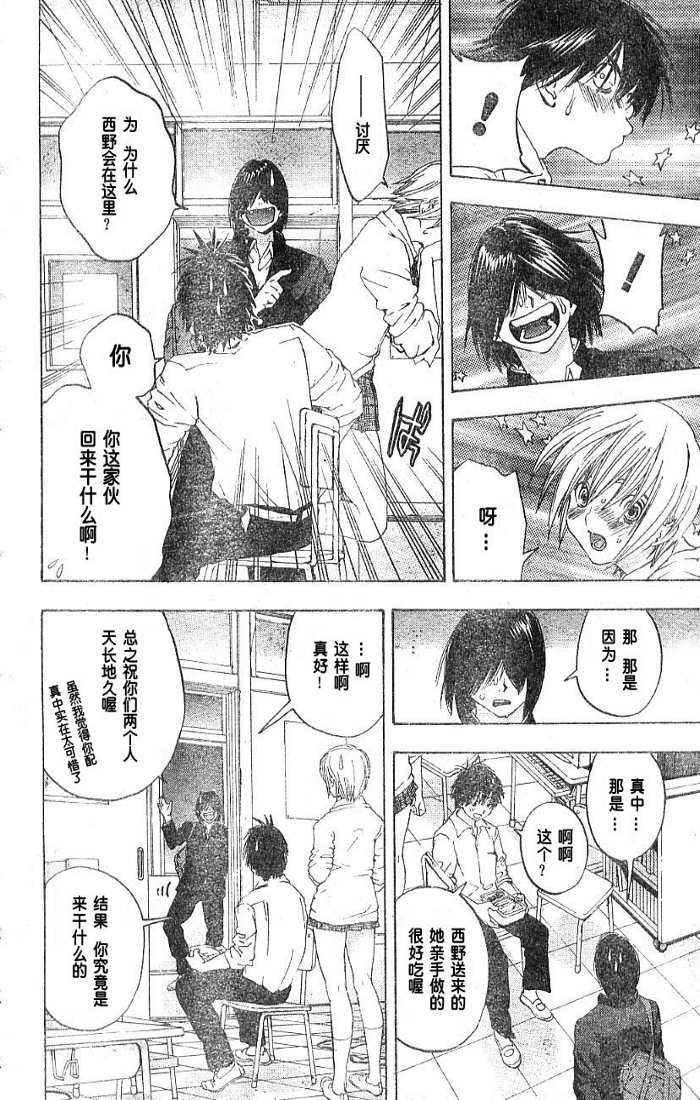 !
!
呀…
——讨厌
为 为什么
西野会在这里?
你
你这家伙
回来干什么啊!
那 那是
因为…
真中…
那是…
啊啊
这个?
西野送来的
她亲手做的
很好吃喔
…啊
这样啊
真好!
总之祝你们两个人
天长地久喔
虽然我觉得你配
真中实在太可惜了
结果 你究竟是
来干什么的